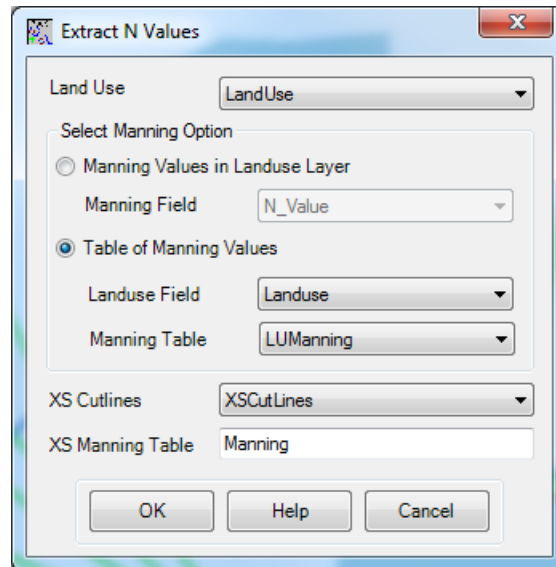 Extract N Values
Land Use LandUse
Select Manning Option
Manning Values in Landuse Layer
Manning Field N_Value
Table of Manning Values
Landuse Field Landuse
Manning Table LUManning
XS Cutlines XSCutLines
XS Manning Table Manning
OK Help Cancel